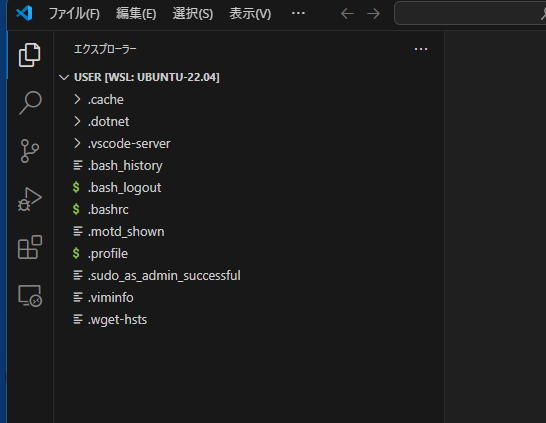 ファイル(F) 編集(E) 選択(S) 表示(V) ···
エクスプローラー ···
USER [WSL: UBUNTU-22.04]
.cache
.dotnet
.vscode-server
.bash_history
.bash_logout
.bashrc
.motd_shown
.profile
.sudo_as_admin_successful
.viminfo
.wget-hsts